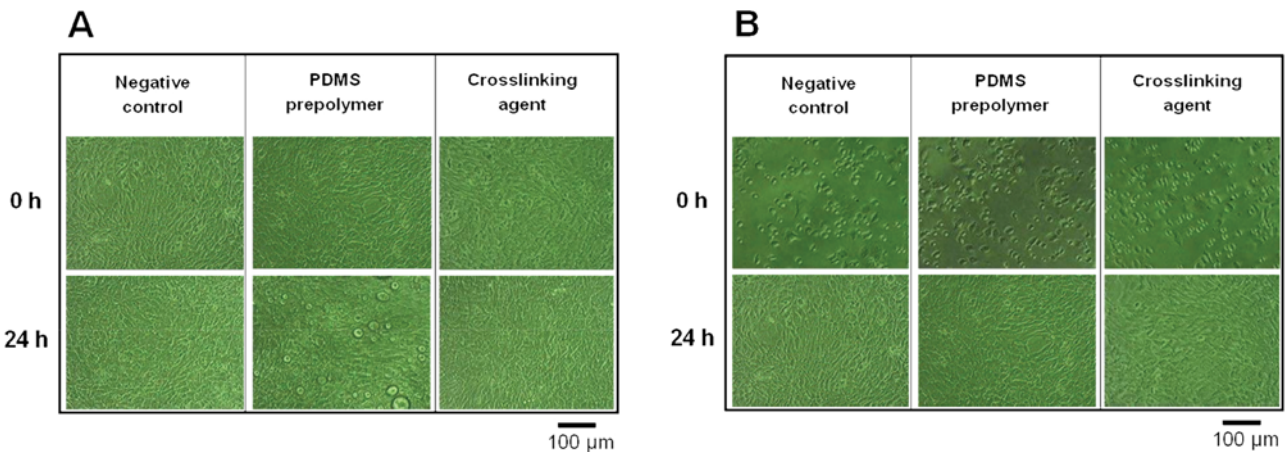 A
Negative
control
PDMS
prepolymer
Crosslinking
agent
0 h
24 h
100 µm
B
Negative
control
PDMS
prepolymer
Crosslinking
agent
0 h
24 h
100 µm